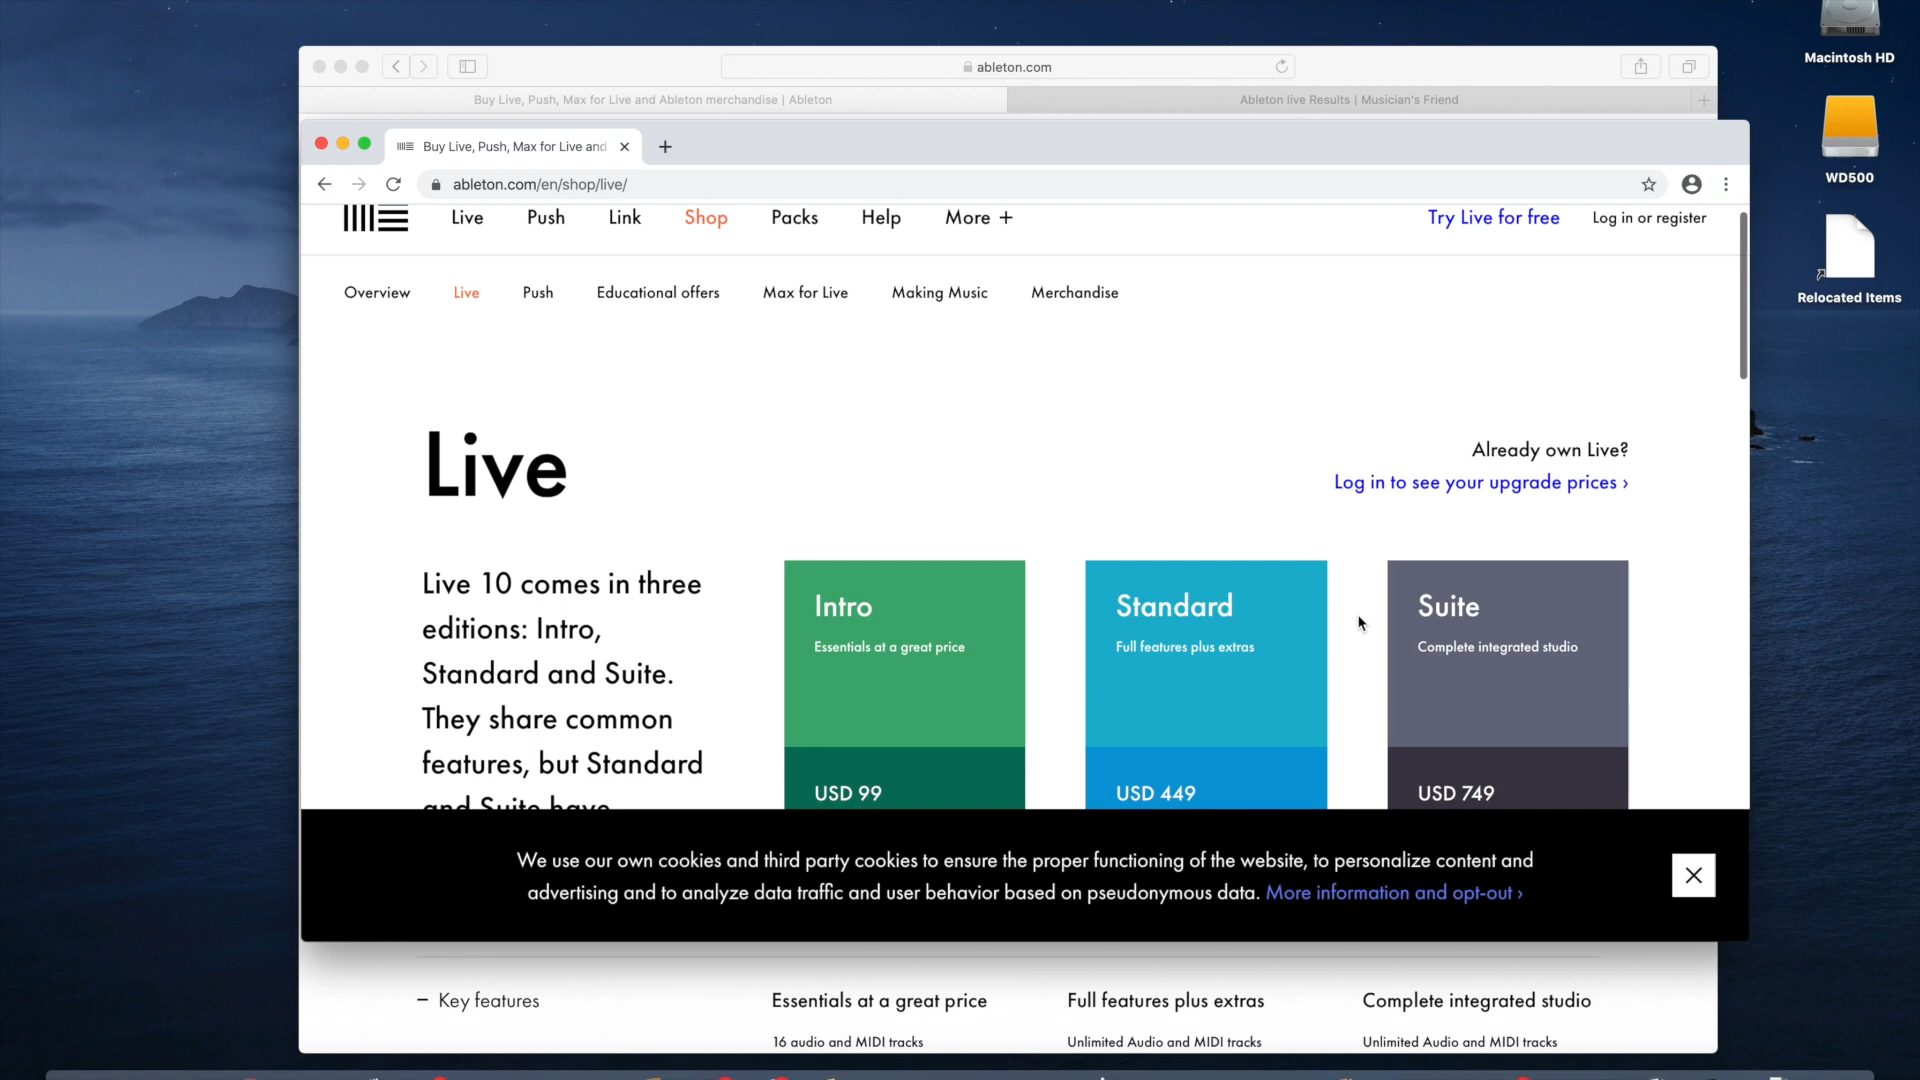 Macintosh HD
WD500
Relocated Items
ableton.com
Buy Live, Push, Max for Live and Ableton merchandise | Ableton
Ableton live Results | Musician's Friend
Buy Live, Push, Max for Live and
ableton.com/en/shop/live/
Live Push Link Shop Packs Help More +
Try Live for free Log in or register
Overview Live Push Educational offers Max for Live Making Music Merchandise
Live
Already own Live?
Log in to see your upgrade prices ›
Live 10 comes in three
editions: Intro,
Standard and Suite.
They share common
features, but Standard
and Suite have
Intro
Essentials at a great price
USD 99
Standard
Full features plus extras
USD 449
Suite
Complete integrated studio
USD 749
We use our own cookies and third party cookies to ensure the proper functioning of the website, to personalize content and
advertising and to analyze data traffic and user behavior based on pseudonymous data. More information and opt-out ›
– Key features
Essentials at a great price
Full features plus extras
Complete integrated studio
16 audio and MIDI tracks
Unlimited Audio and MIDI tracks
Unlimited Audio and MIDI tracks